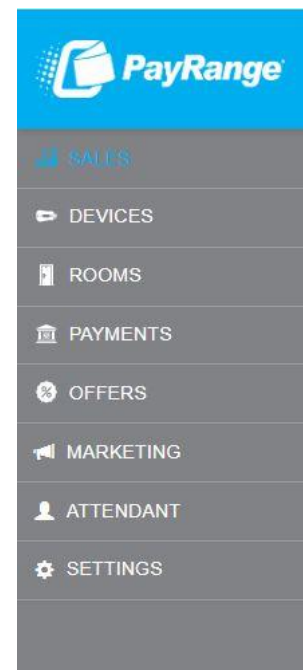 PayRange
SALES
DEVICES
ROOMS
PAYMENTS
OFFERS
MARKETING
ATTENDANT
SETTINGS